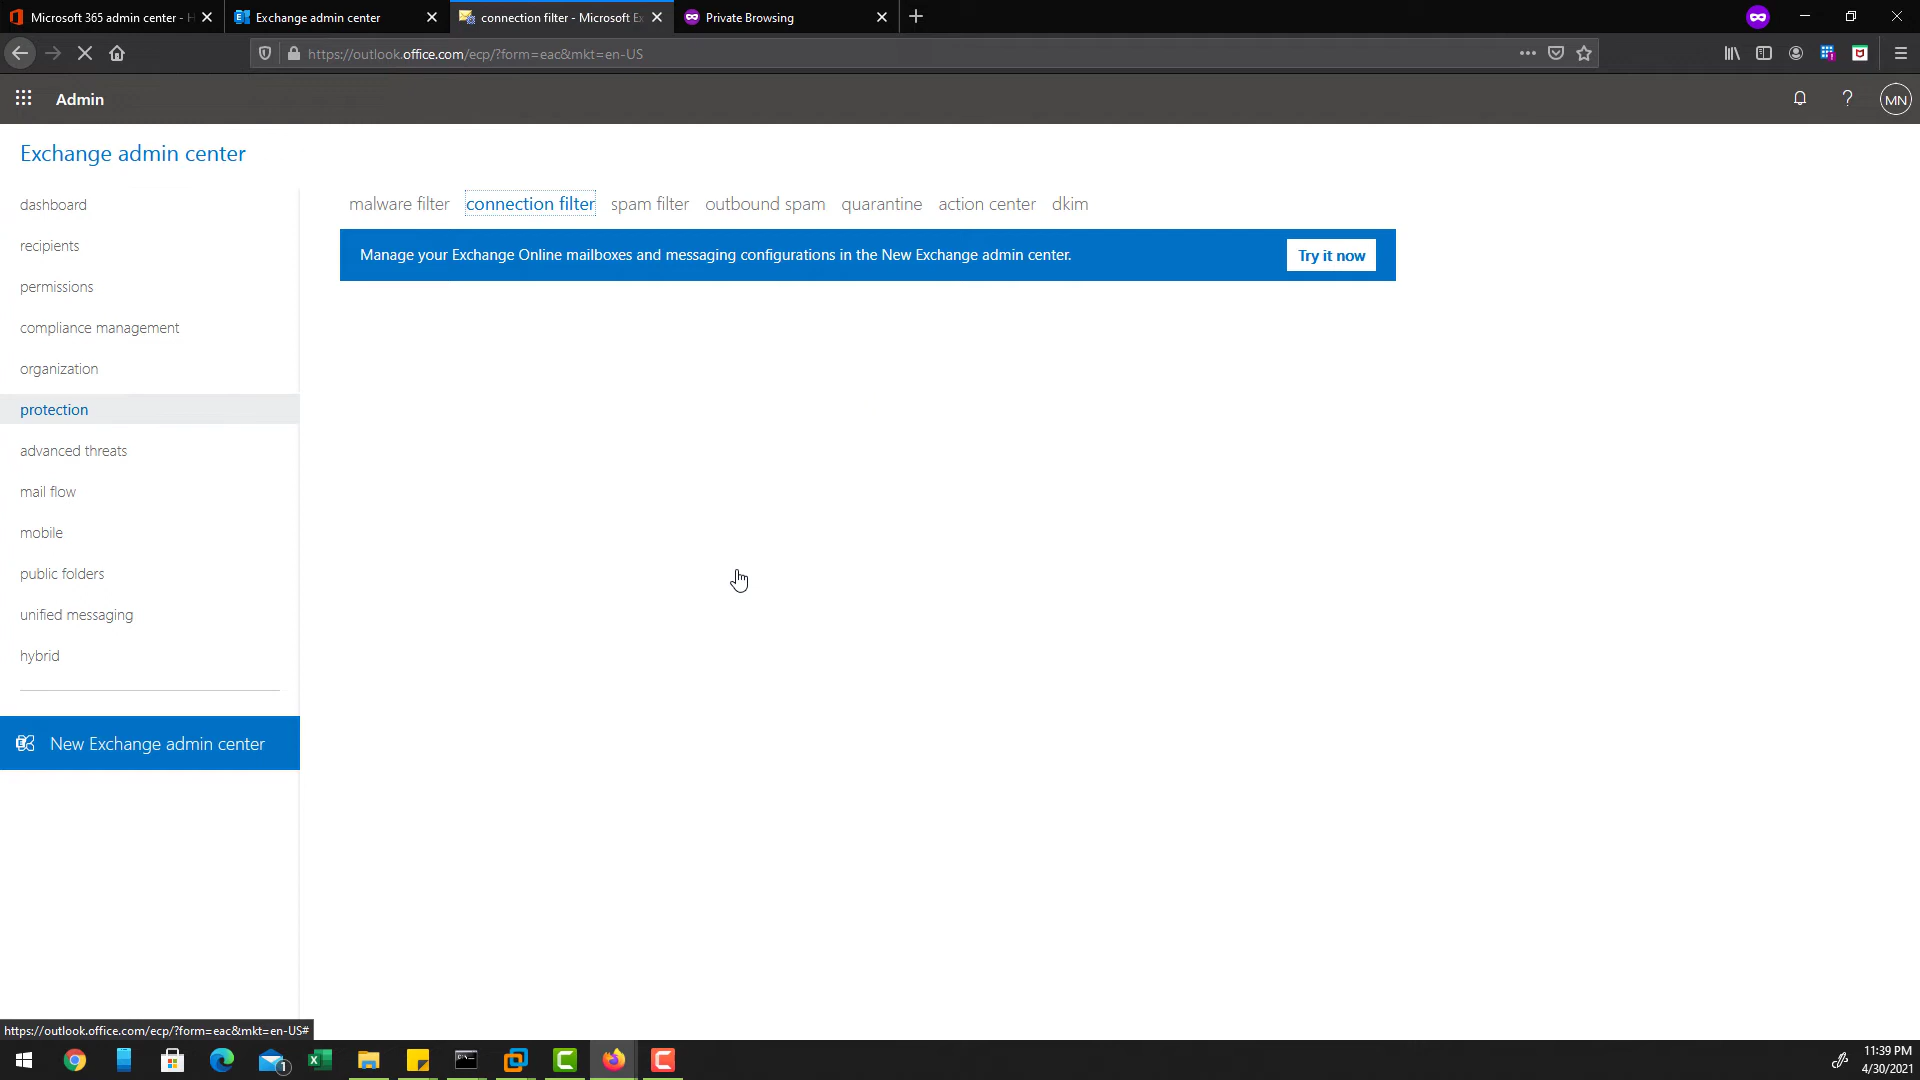 Microsoft 365 admin center - H
Exchange admin center
connection filter - Microsoft Ex
Private Browsing
https://outlook.office.com/ecp/?form=eac&mkt=en-US
Admin
MN
Exchange admin center
dashboard
recipients
permissions
compliance management
organization
protection
advanced threats
mail flow
mobile
public folders
unified messaging
hybrid
New Exchange admin center
malware filter connection filter spam filter outbound spam quarantine action center dkim
Manage your Exchange Online mailboxes and messaging configurations in the New Exchange admin center.
Try it now
https://outlook.office.com/ecp/?form=eac&mkt=en-US#
1
11:39 PM
4/30/2021